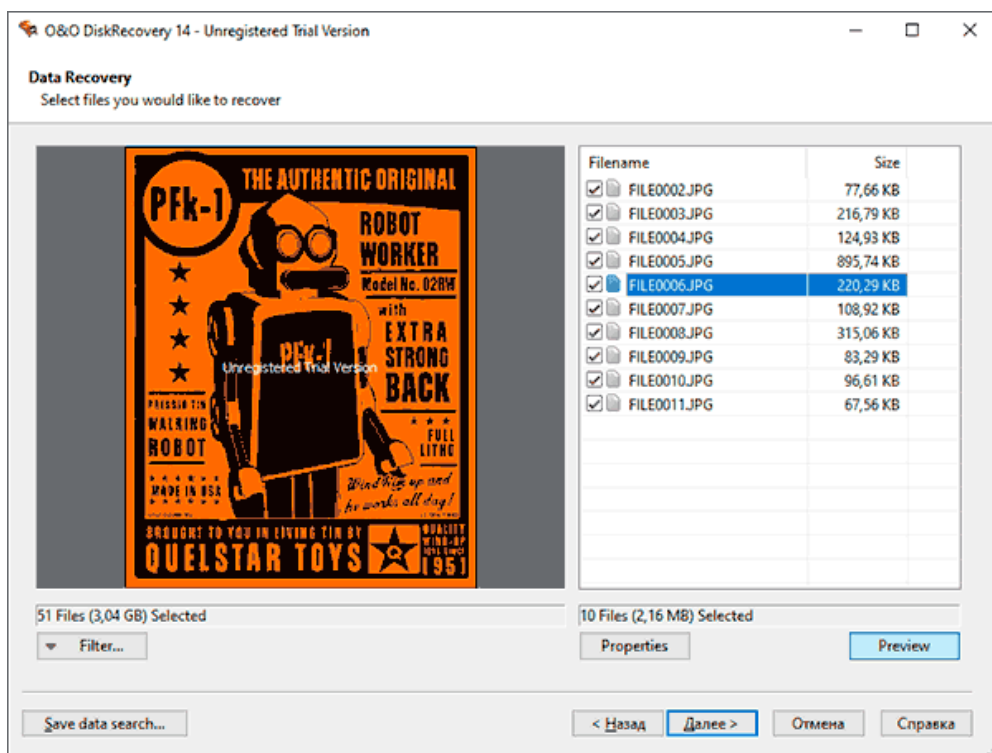 O&O DiskRecovery 14 - Unregistered Trial Version
Data Recovery
Select files you would like to recover
PFk-1
THE AUTHENTIC ORIGINAL
ROBOT
WORKER
Model No. 02RW
with
EXTRA
STRONG
BACK
PFk-1
Unregistered Trial Version
PRESSED TIN
WALKING
ROBOT
MADE IN USA
FULL
LITHO
Wind him up and
he works all day!
BROUGHT TO YOU IN LIVING TIN BY
QUELSTAR TOYS
QUALITY
WIND-UP
TOYS SINCE
1951
Filename Size
FILE0002.JPG 77,66 KB
FILE0003.JPG 216,79 KB
FILE0004.JPG 124,93 KB
FILE0005.JPG 895,74 KB
FILE0006.JPG 220,29 KB
FILE0007.JPG 108,92 KB
FILE0008.JPG 315,06 KB
FILE0009.JPG 83,29 KB
FILE0010.JPG 96,61 KB
FILE0011.JPG 67,56 KB
51 Files (3,04 GB) Selected
10 Files (2,16 MB) Selected
Filter...
Properties
Preview
Save data search...
< Назад
Далее >
Отмена
Справка